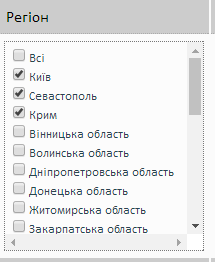 Регіон
Всі
Київ
Севастополь
Крим
Вінницька область
Волинська область
Дніпропетровська область
Донецька область
Житомирська область
Закарпатська область